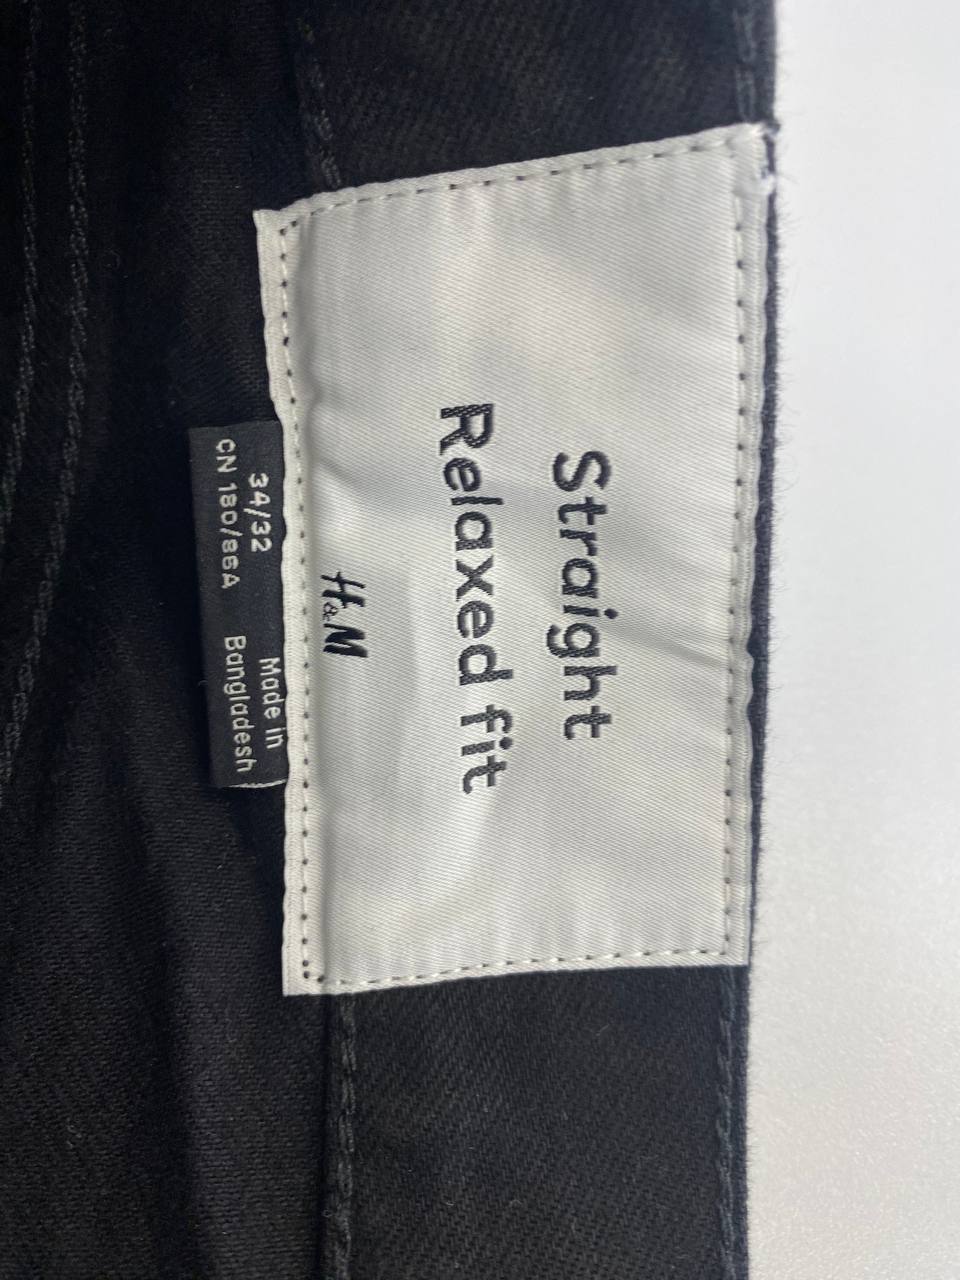 Straight
Relaxed fit
H&M
34/32
CN 180/86A
Made in
Bangladesh